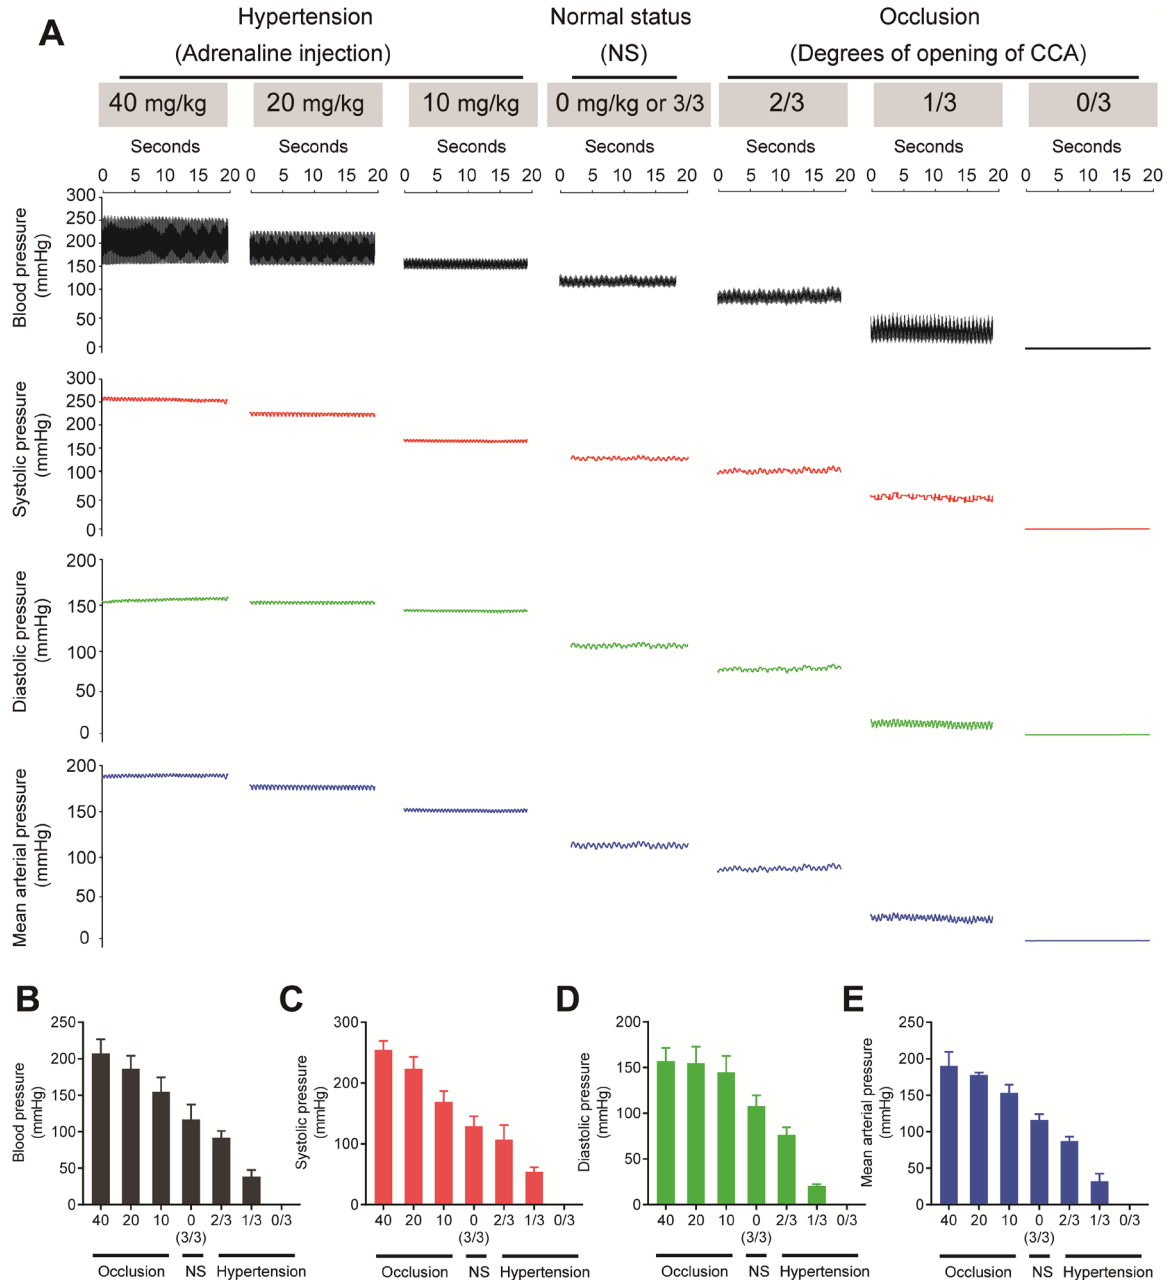 A
Hypertension
(Adrenaline injection)
Normal status
(NS)
Occlusion
(Degrees of opening of CCA)
40 mg/kg 20 mg/kg 10 mg/kg 0 mg/kg or 3/3 2/3 1/3 0/3
Seconds Seconds Seconds Seconds Seconds Seconds Seconds
0 5 10 15 20 0 5 10 15 20 0 5 10 15 20 0 5 10 15 20 0 5 10 15 20 0 5 10 15 20 0 5 10 15 20
Blood pressure
(mmHg)
300
250
200
150
100
50
0
Systolic pressure
(mmHg)
300
250
200
150
100
50
0
Diastolic pressure
(mmHg)
200
150
100
50
0
Mean arterial pressure
(mmHg)
200
150
100
50
0
B
Blood pressure
(mmHg)
250
200
150
100
50
0
40 20 10 0 2/3 1/3 0/3
(3/3)
Occlusion NS Hypertension
C
Systolic pressure
(mmHg)
300
200
100
0
40 20 10 0 2/3 1/3 0/3
(3/3)
Occlusion NS Hypertension
D
Diastolic pressure
(mmHg)
200
150
100
50
0
40 20 10 0 2/3 1/3 0/3
(3/3)
Occlusion NS Hypertension
E
Mean arterial pressure
(mmHg)
250
200
150
100
50
0
40 20 10 0 2/3 1/3 0/3
(3/3)
Occlusion NS Hypertension